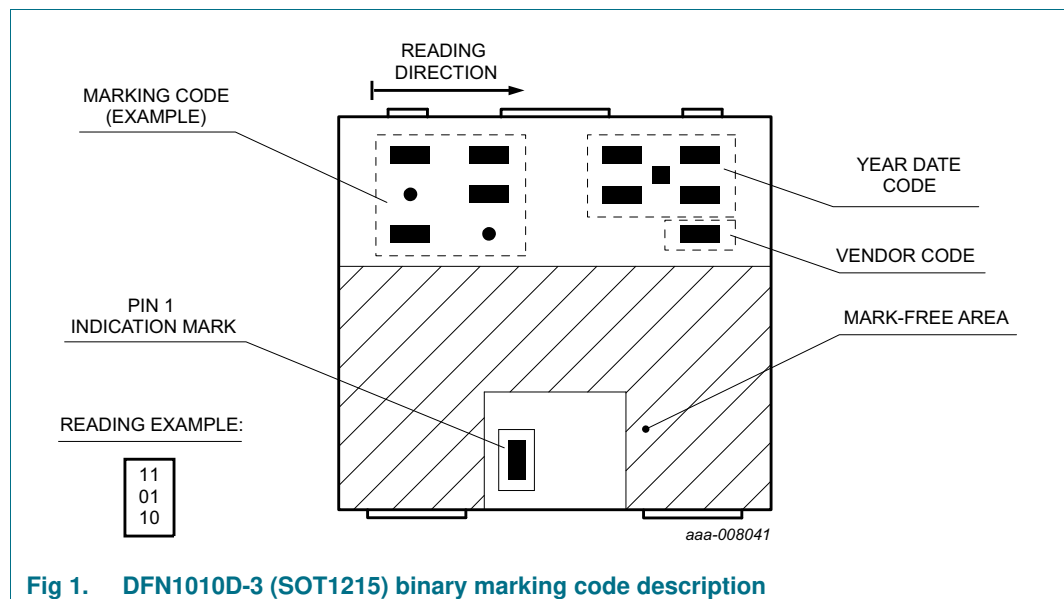 READING
DIRECTION
MARKING CODE
(EXAMPLE)
YEAR DATE
CODE
VENDOR CODE
PIN 1
INDICATION MARK
MARK-FREE AREA
READING EXAMPLE:
11
01
10
aaa-008041
Fig 1. DFN1010D-3 (SOT1215) binary marking code description